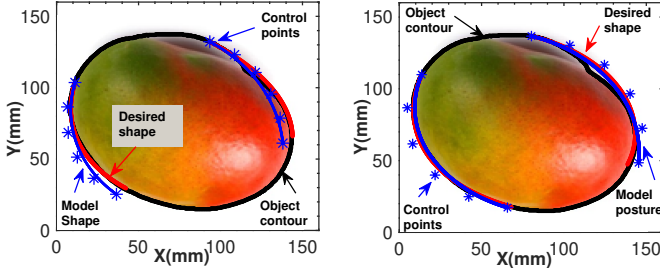 Control
points
Desired
shape
Model
Shape
Object
contour
Y(mm)
150
100
50
0
0
50
100
150
X(mm)
Object
contour
Desired
shape
Control
points
Model
posture
Y(mm)
150
100
50
0
0
50
100
150
X(mm)